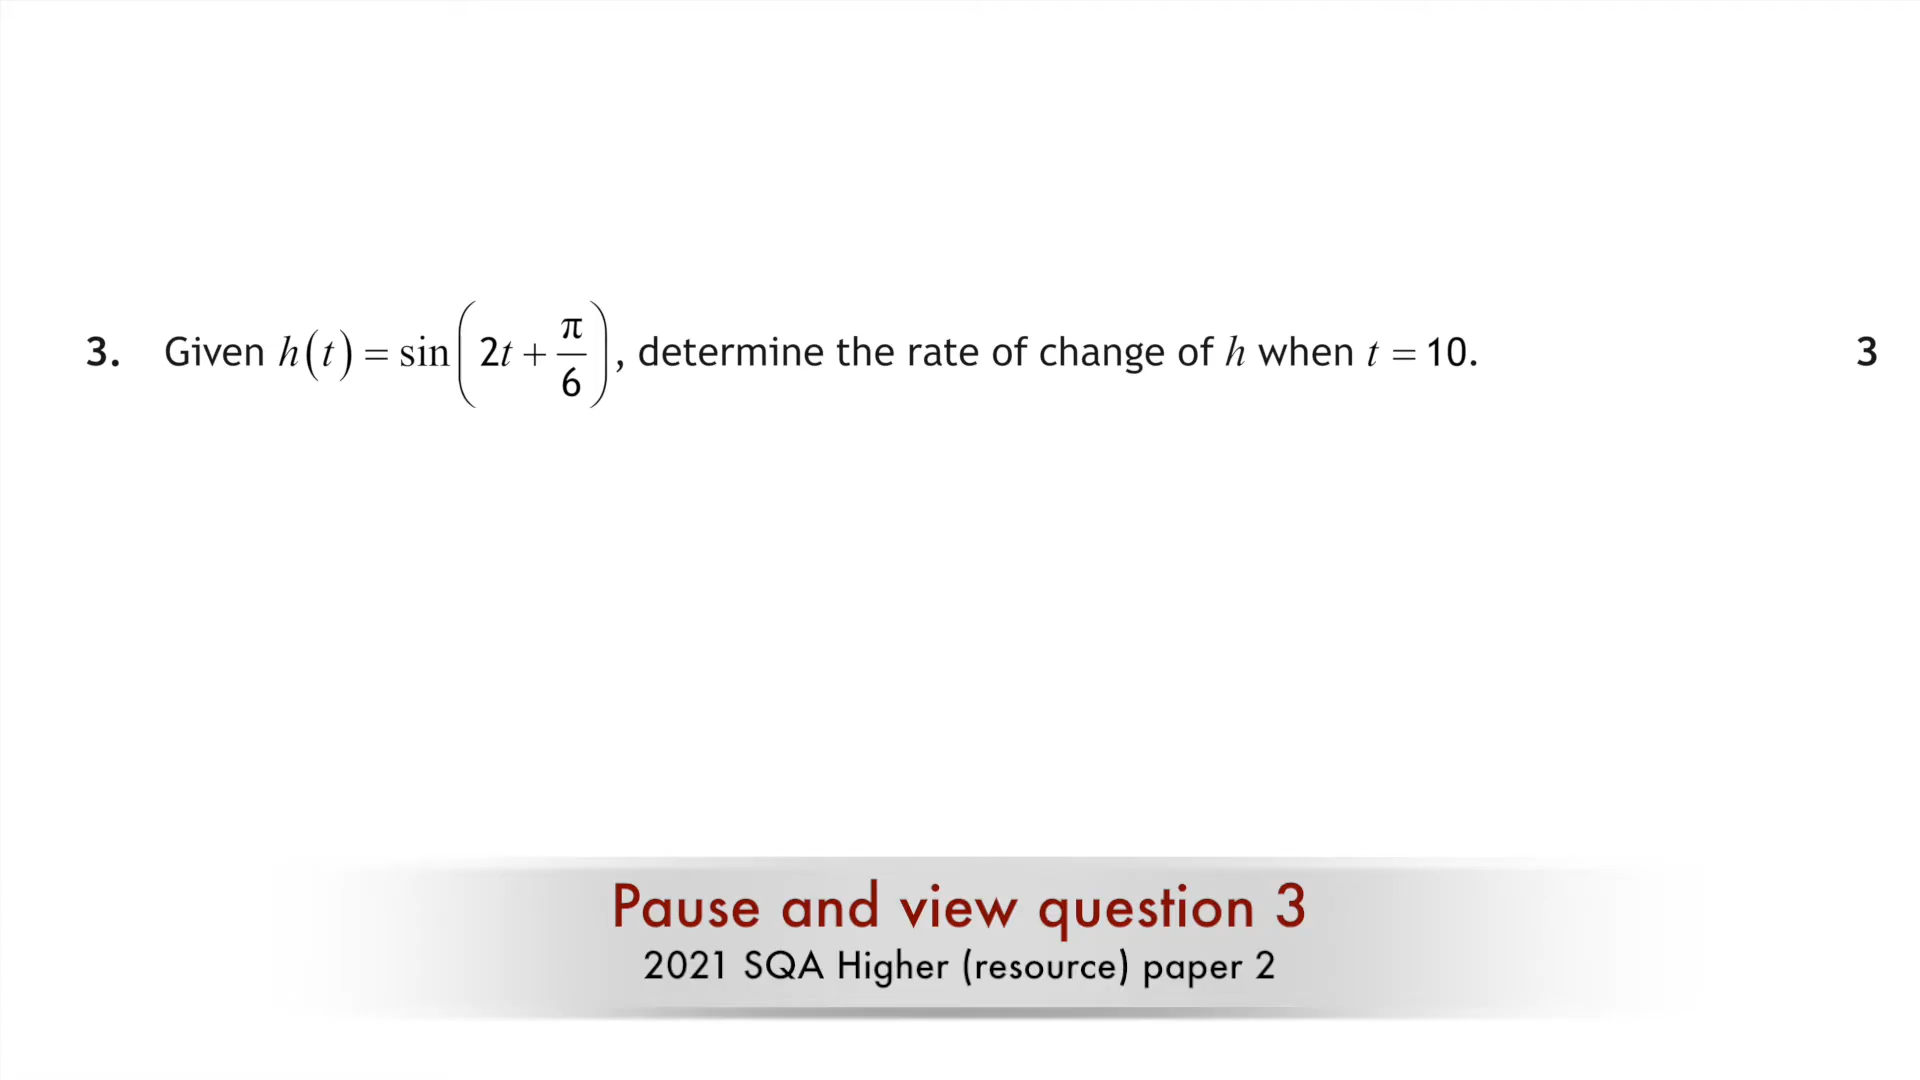 3. Given h(t) = sin(2t + π/6), determine the rate of change of h when t = 10. 3
Pause and view question 3
2021 SQA Higher (resource) paper 2